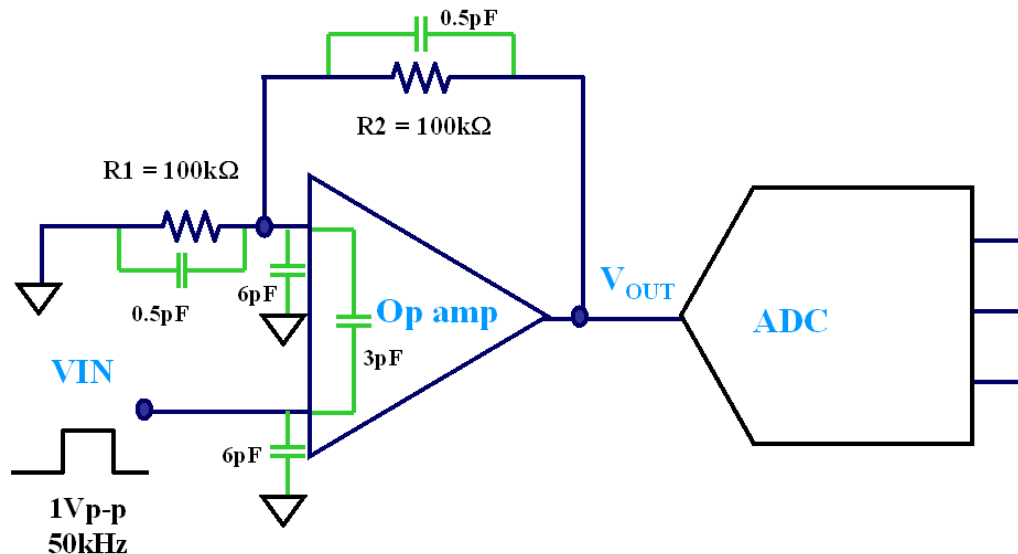 0.5pF
R2 = 100kΩ
R1 = 100kΩ
6pF
0.5pF
Op amp
3pF
VOUT
ADC
VIN
6pF
1Vp-p
50kHz